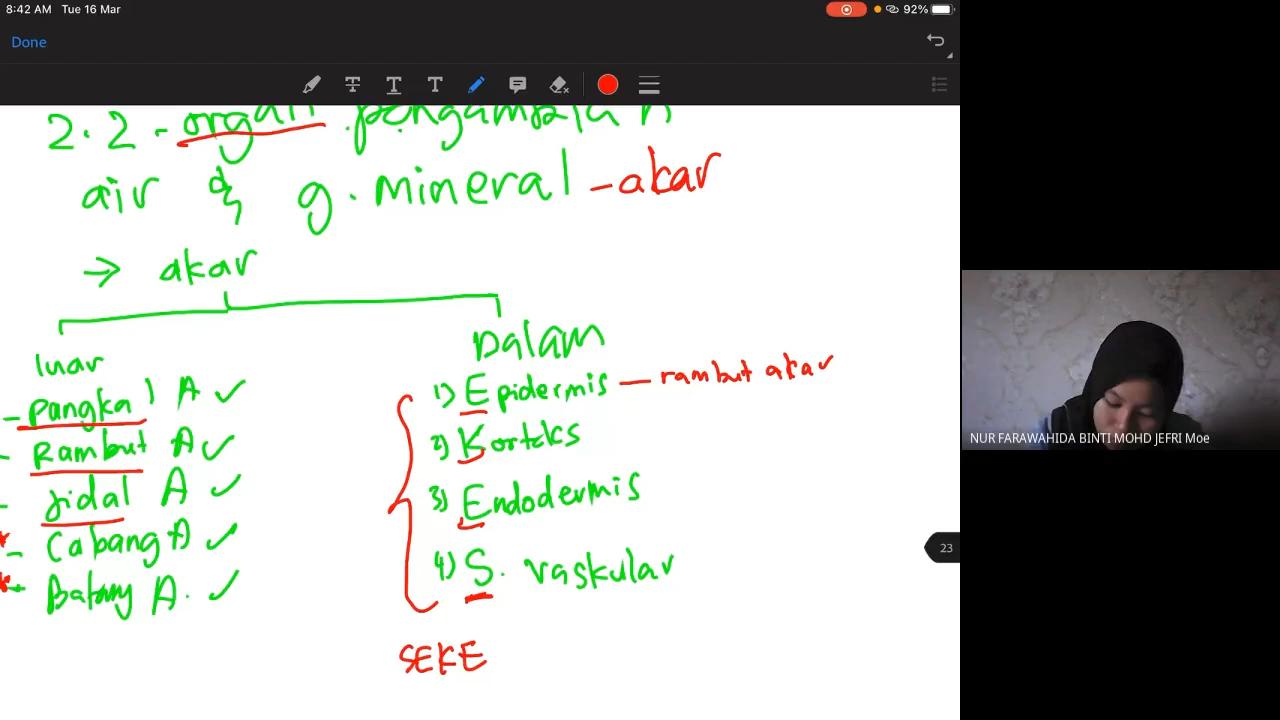 8:42 AM Tue 16 Mar
92%
Done
T T T
2.2 - organ pengambilan
air & g. mineral - akar
→ akar
luar
Dalam
- Pangkal A ✓
1) Epidermis — rambut akar
- Rambut A ✓
2) Korteks
- Jidal A ✓
3) Endodermis
- Cabang A ✓
4) S. vaskular
- Batang A. ✓
SEKE
23
NUR FARAWAHIDA BINTI MOHD JEFRI Moe